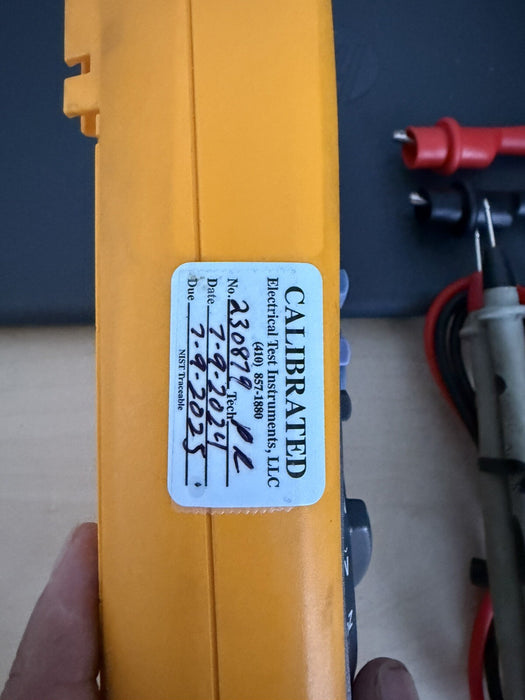 CALIBRATED
Electrical Test Instruments, LLC
(410) 857-1880
No. 230879 Tech PR
Date 7-9-2024
Due 7-9-2025
NIST Traceable